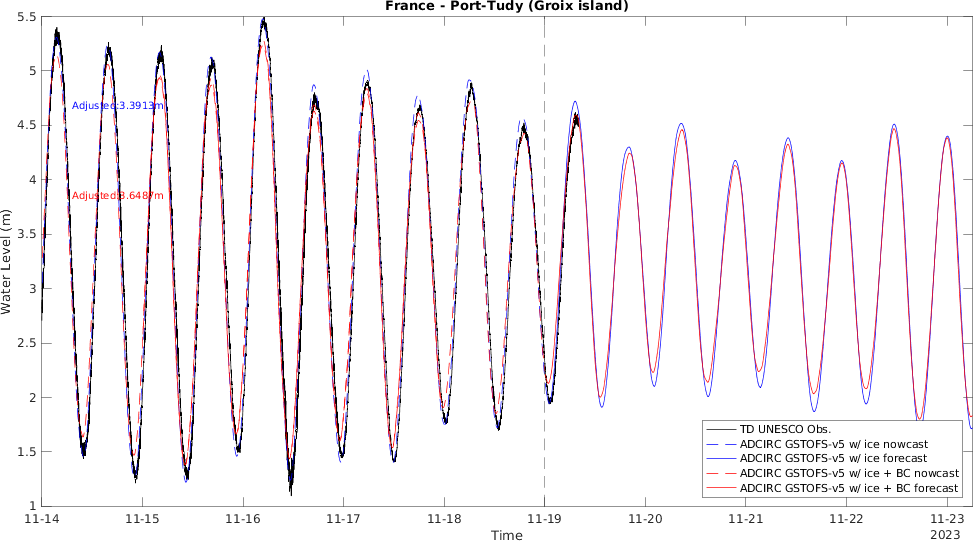 France - Port-Tudy (Groix island)
5.5
5
4.5
4
3.5
3
2.5
2
1.5
1
Water Level (m)
Adjusted:3.3913m
Adjusted:3.6487m
TD UNESCO Obs.
ADCIRC GSTOFS-v5 w/ ice nowcast
ADCIRC GSTOFS-v5 w/ ice forecast
ADCIRC GSTOFS-v5 w/ ice + BC nowcast
ADCIRC GSTOFS-v5 w/ ice + BC forecast
11-14 11-15 11-16 11-17 11-18 11-19 11-20 11-21 11-22 11-23
Time
2023